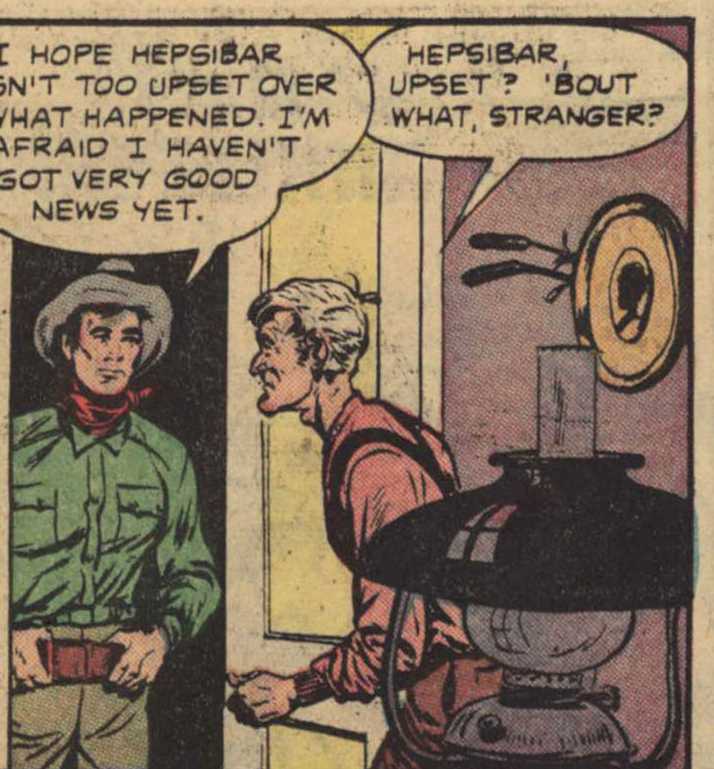 I HOPE HEPSIBAR
SN'T TOO UPSET OVER
WHAT HAPPENED. I'M
AFRAID I HAVEN'T
GOT VERY GOOD
NEWS YET.
HEPSIBAR,
UPSET? 'BOUT
WHAT, STRANGER?